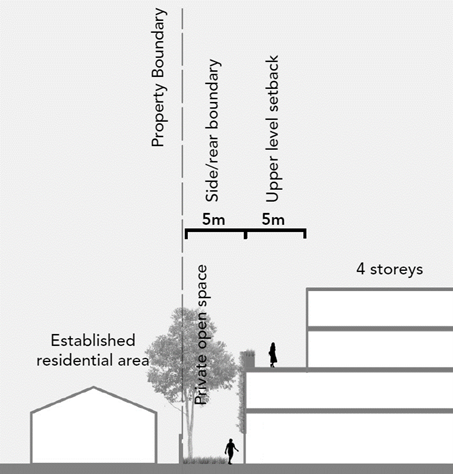 Property Boundary
Side/rear boundary
Upper level setback
5m 5m
4 storeys
Private open space
Established
residential area